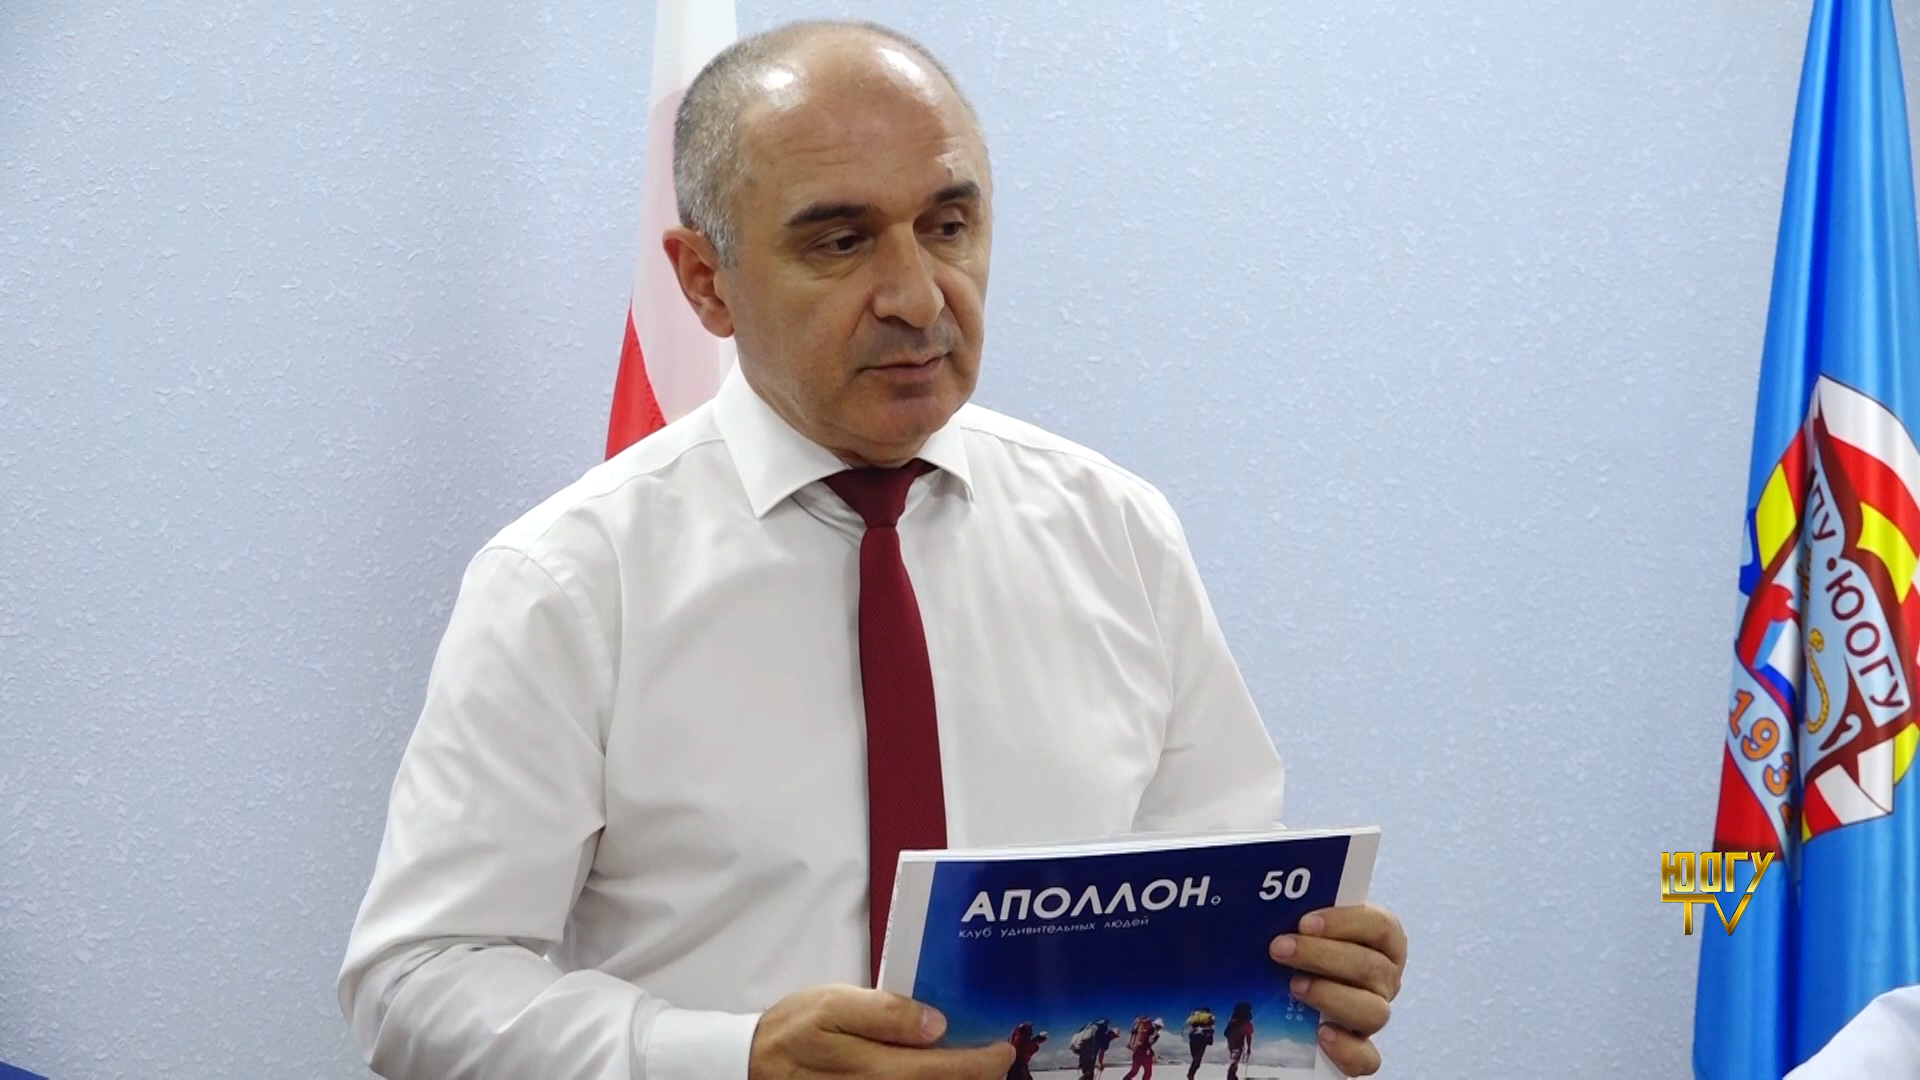 АПОЛЛОН. 50
клуб удивительных людей
ПУ • ЮОГУ
193
ЮОГУ
TV